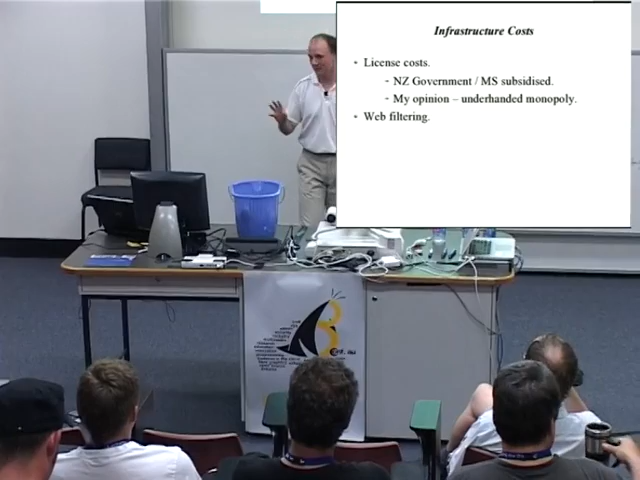 Infrastructure Costs
• License costs.
- NZ Government / MS subsidised.
- My opinion – underhanded monopoly.
• Web filtering.